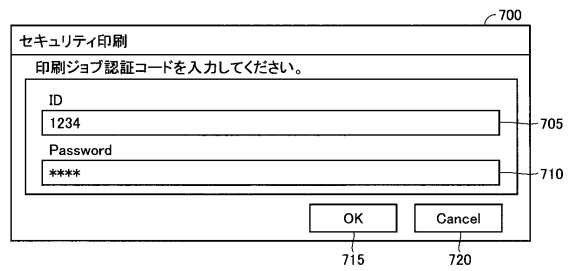 700
セキュリティ印刷
印刷ジョブ認証コードを入力してください。
ID
1234
705
Password
****
710
OK
Cancel
715
720